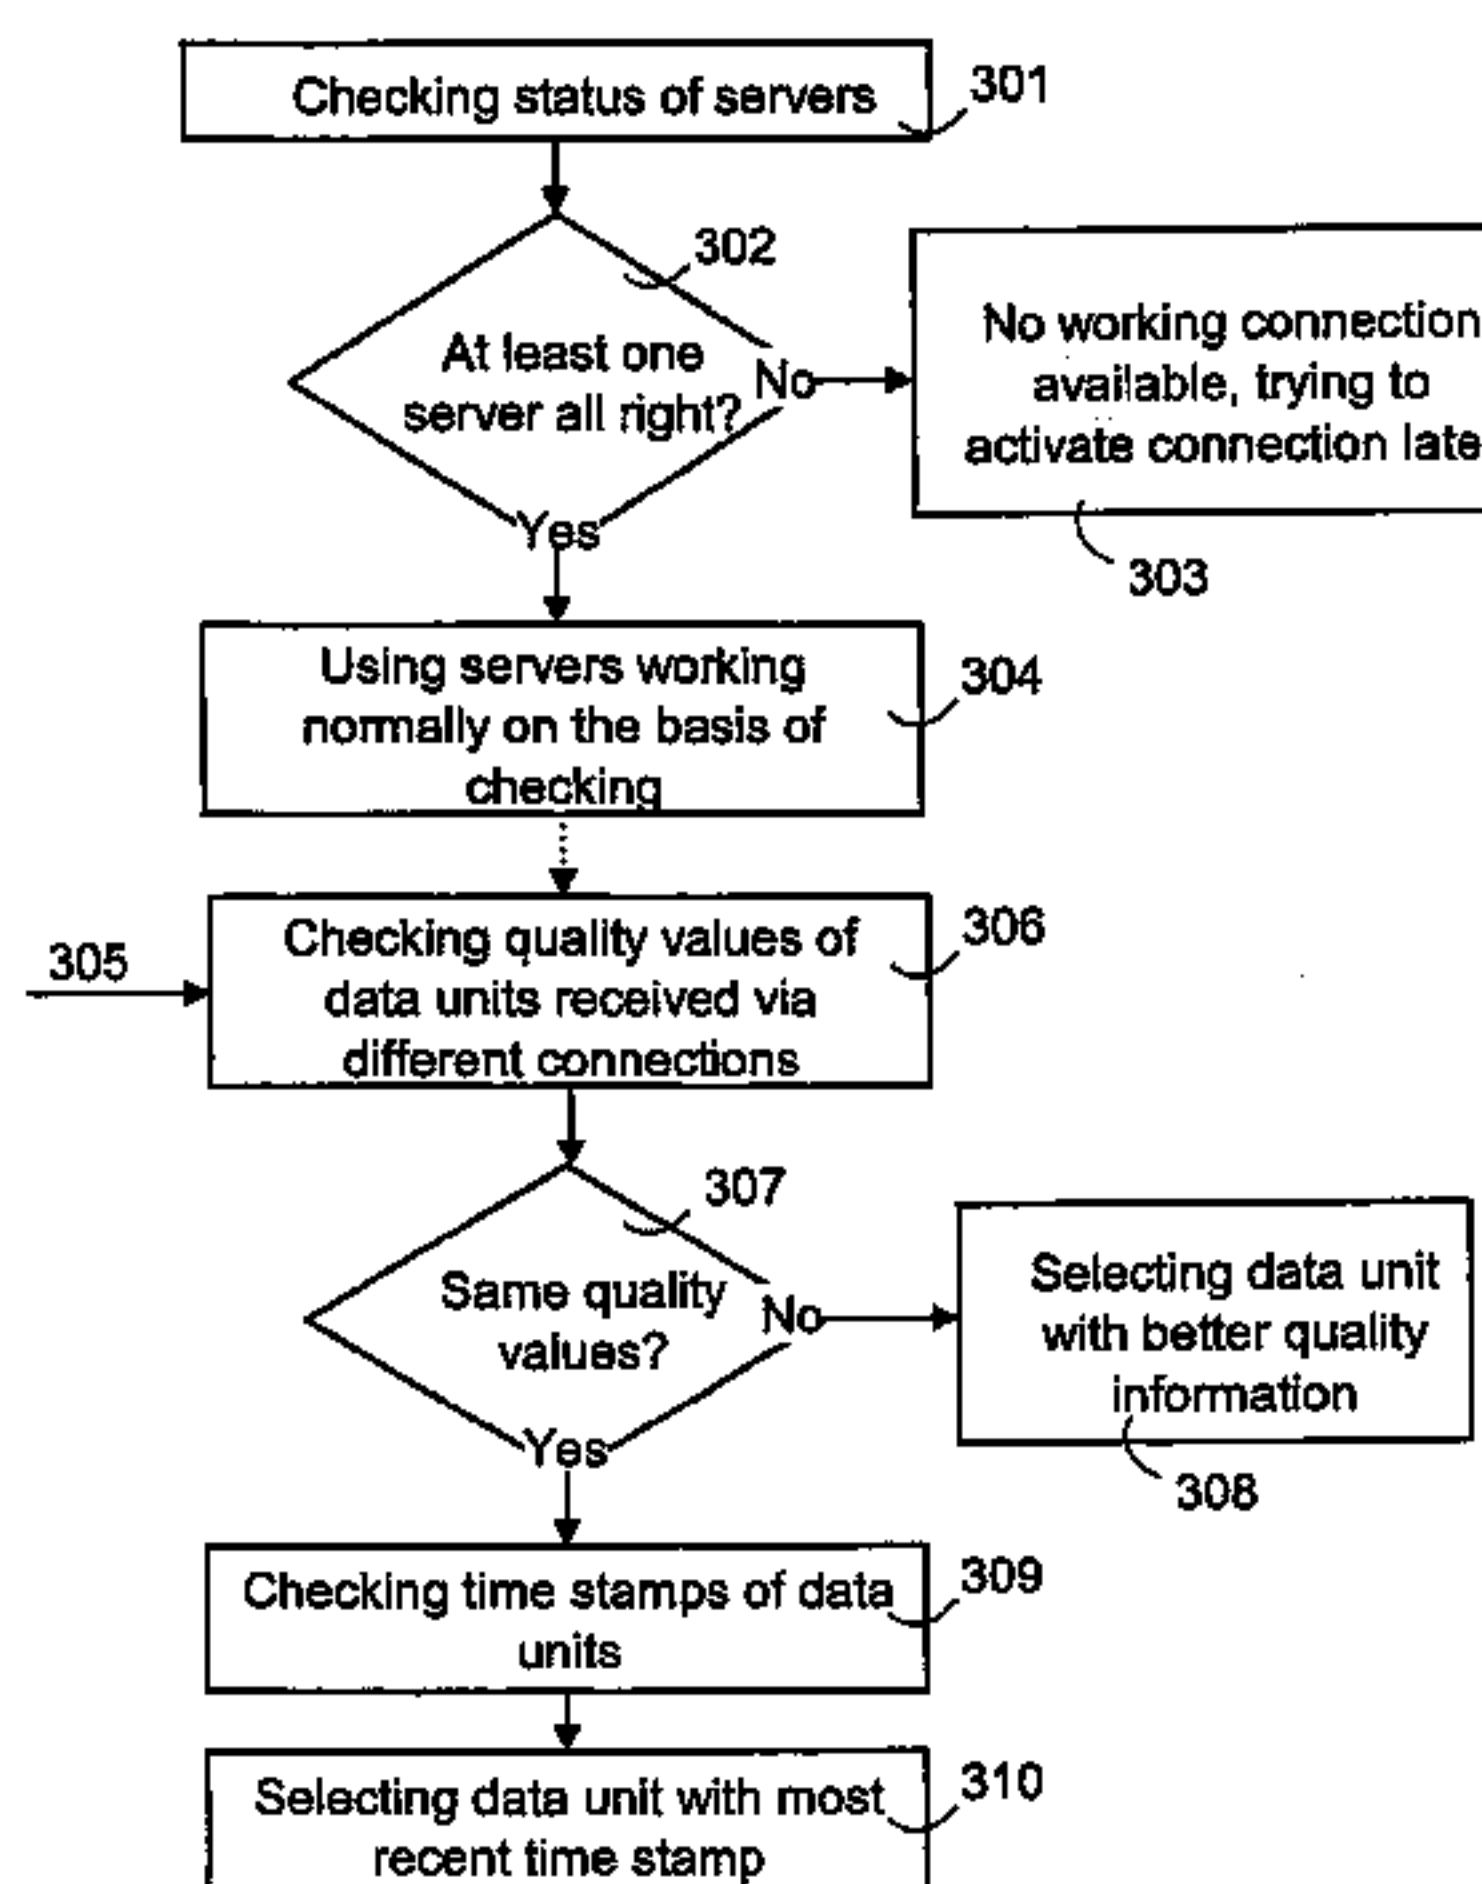 Checking status of servers
301
302
At least one
server all right?
No
Yes
No working connection
available, trying to
activate connection late
303
Using servers working
normally on the basis of
checking
304
305
Checking quality values of
data units received via
different connections
306
307
Same quality
values?
No
Yes
Selecting data unit
with better quality
information
308
Checking time stamps of data
units
309
Selecting data unit with most
recent time stamp
310